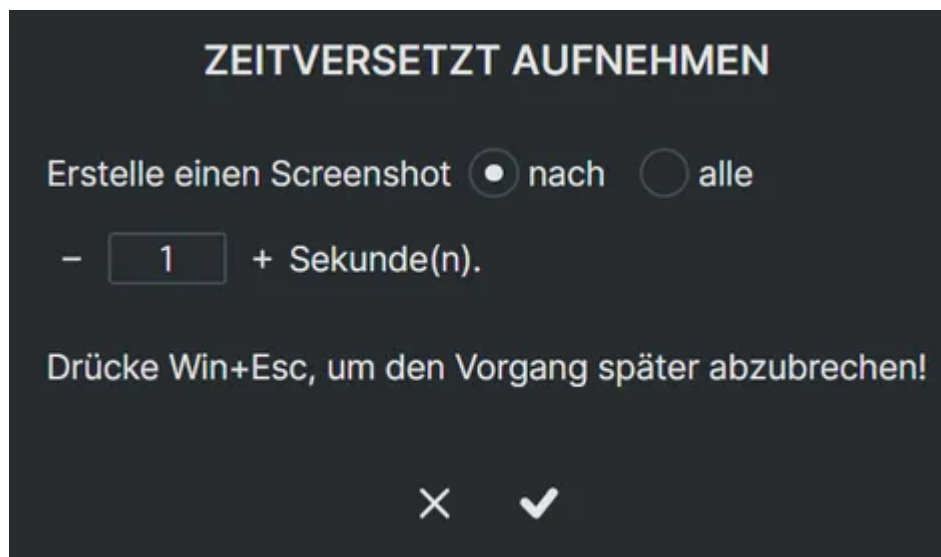 ZEITVERSETZT AUFNEHMEN
Erstelle einen Screenshot nach alle
– 1 + Sekunde(n).
Drücke Win+Esc, um den Vorgang später abzubrechen!